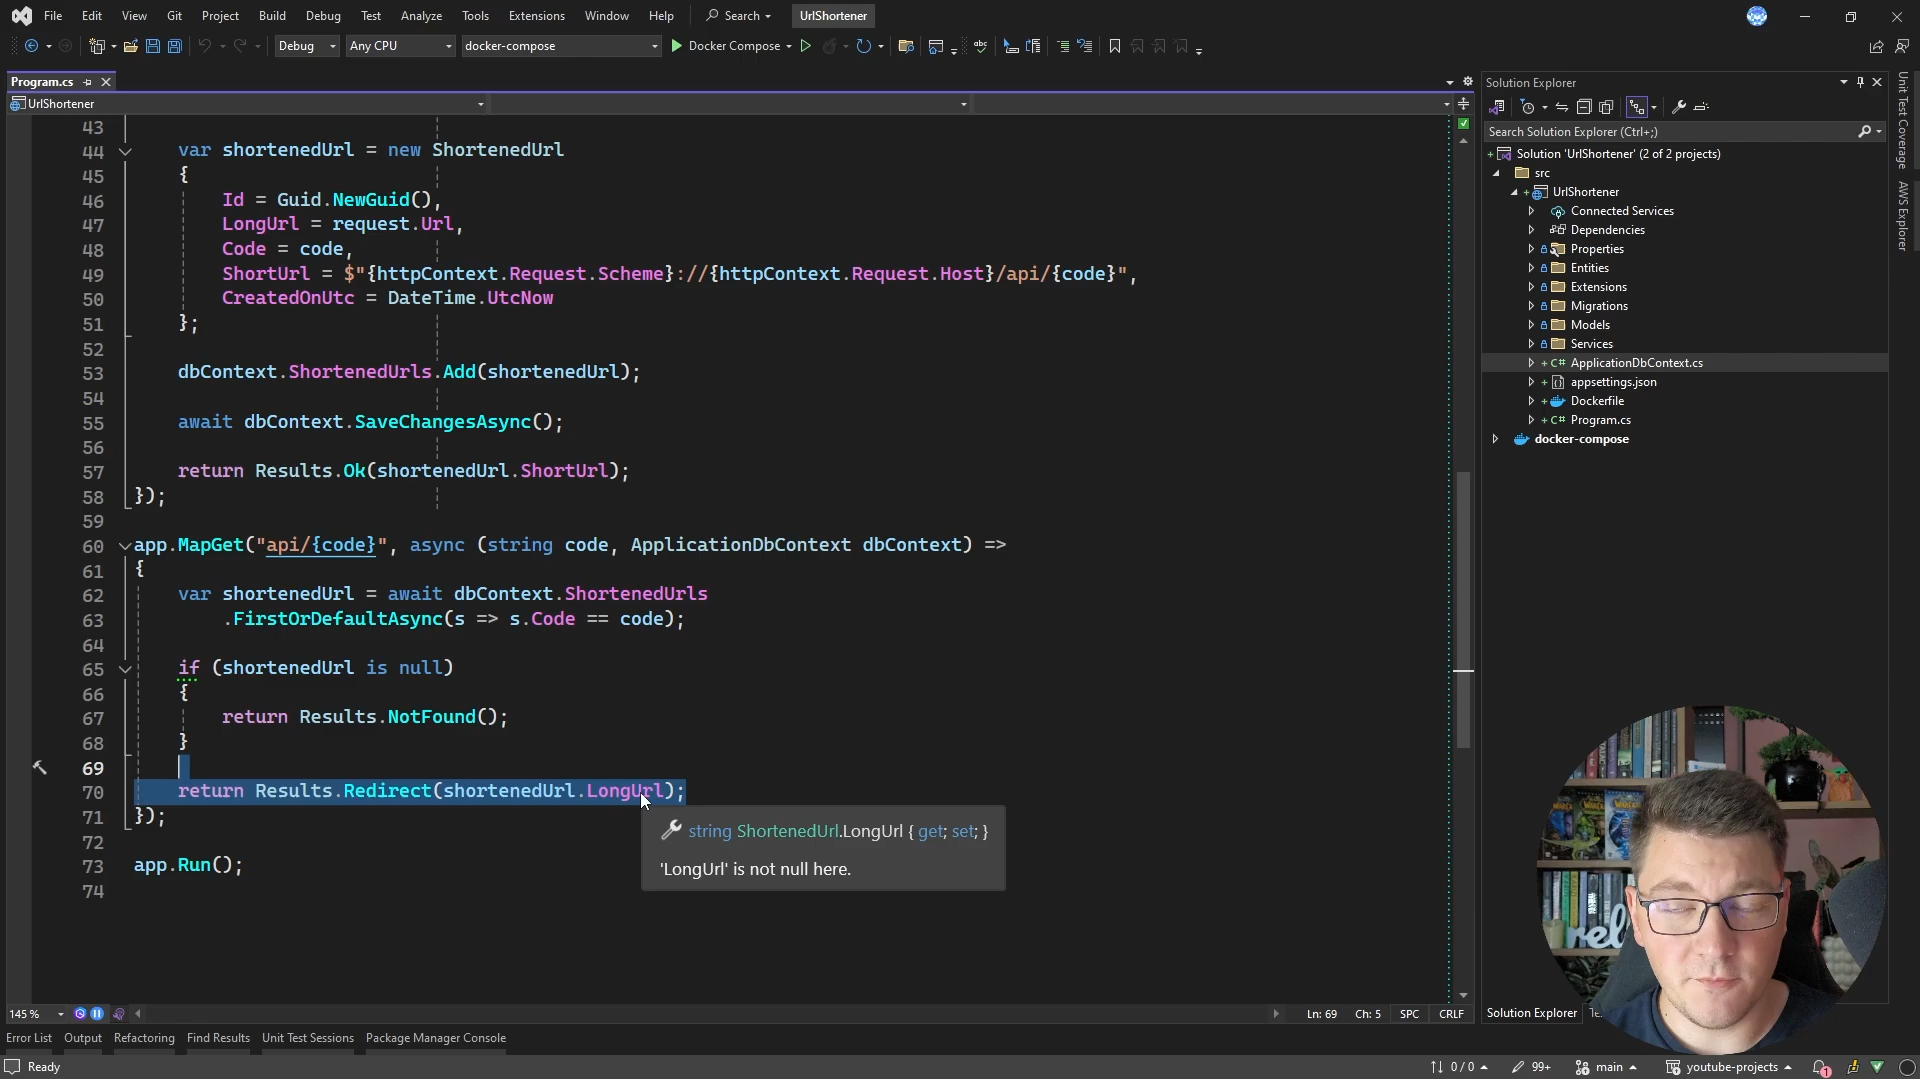 File Edit View Git Project Build Debug Test Analyze Tools Extensions Window Help Search UrlShortener
Debug Any CPU docker-compose Docker Compose
Program.cs
UrlShortener
43
44 var shortenedUrl = new ShortenedUrl
45 {
46 Id = Guid.NewGuid(),
47 LongUrl = request.Url,
48 Code = code,
49 ShortUrl = $"{httpContext.Request.Scheme}://{httpContext.Request.Host}/api/{code}",
50 CreatedOnUtc = DateTime.UtcNow
51 };
52
53 dbContext.ShortenedUrls.Add(shortenedUrl);
54
55 await dbContext.SaveChangesAsync();
56
57 return Results.Ok(shortenedUrl.ShortUrl);
58 });
59
60 app.MapGet("api/{code}", async (string code, ApplicationDbContext dbContext) =>
61 {
62 var shortenedUrl = await dbContext.ShortenedUrls
63 .FirstOrDefaultAsync(s => s.Code == code);
64
65 if (shortenedUrl is null)
66 {
67 return Results.NotFound();
68 }
69
70 return Results.Redirect(shortenedUrl.LongUrl);
71 });
72
73 app.Run();
74
string ShortenedUrl.LongUrl { get; set; }
'LongUrl' is not null here.
145 % Ln: 69 Ch: 5 SPC CRLF
Error List Output Refactoring Find Results Unit Test Sessions Package Manager Console
Ready 0 / 0 99+ main youtube-projects 1
Solution Explorer
Search Solution Explorer (Ctrl+;)
Solution 'UrlShortener' (2 of 2 projects)
src
UrlShortener
Connected Services
Dependencies
Properties
Entities
Extensions
Migrations
Models
Services
C# ApplicationDbContext.cs
appsettings.json
Dockerfile
C# Program.cs
docker-compose
Solution Explorer
Unit Test Coverage
AWS Explorer